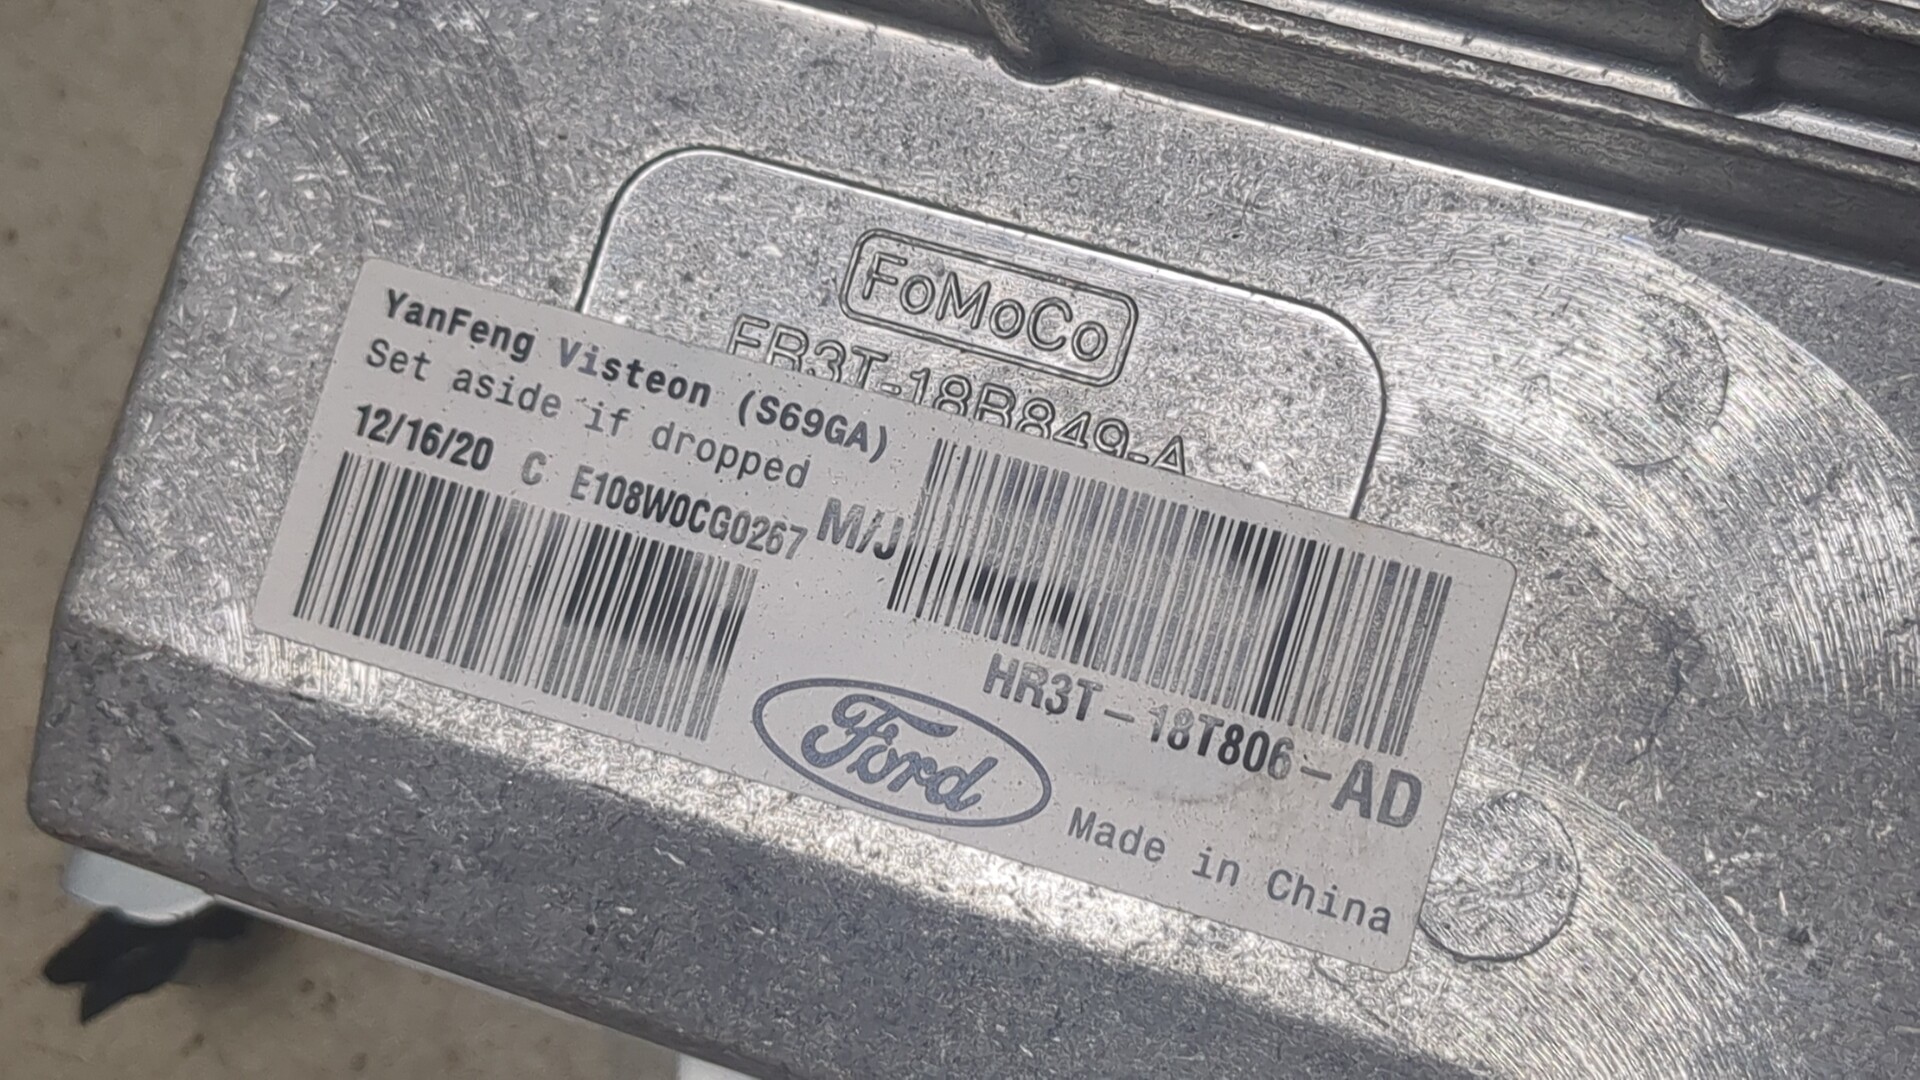 FoMoCo
FR3T-18B849-A
YanFeng Visteon (S69GA)
Set aside if dropped
12/16/20 C E108W0CG0267 M/J
HR3T-18T806-AD
Ford
Made in China